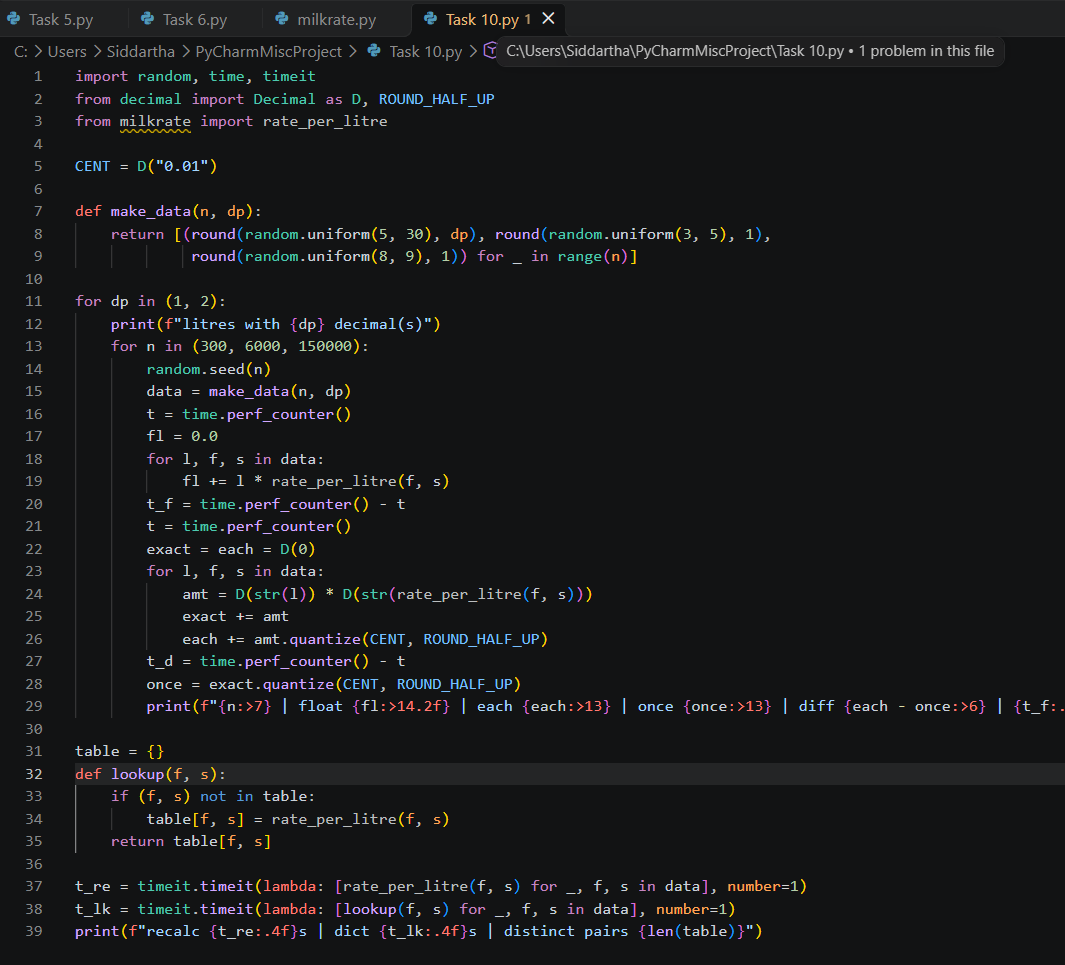 Task 5.py Task 6.py milkrate.py Task 10.py 1
C: > Users > Siddartha > PyCharmMiscProject > Task 10.py > C:\Users\Siddartha\PyCharmMiscProject\Task 10.py • 1 problem in this file
1 import random, time, timeit
2 from decimal import Decimal as D, ROUND_HALF_UP
3 from milkrate import rate_per_litre
4
5 CENT = D("0.01")
6
7 def make_data(n, dp):
8     return [(round(random.uniform(5, 30), dp), round(random.uniform(3, 5), 1),
9              round(random.uniform(8, 9), 1)) for _ in range(n)]
10
11 for dp in (1, 2):
12     print(f"litres with {dp} decimal(s)")
13     for n in (300, 6000, 150000):
14         random.seed(n)
15         data = make_data(n, dp)
16         t = time.perf_counter()
17         fl = 0.0
18         for l, f, s in data:
19             fl += l * rate_per_litre(f, s)
20         t_f = time.perf_counter() - t
21         t = time.perf_counter()
22         exact = each = D(0)
23         for l, f, s in data:
24             amt = D(str(l)) * D(str(rate_per_litre(f, s)))
25             exact += amt
26             each += amt.quantize(CENT, ROUND_HALF_UP)
27         t_d = time.perf_counter() - t
28         once = exact.quantize(CENT, ROUND_HALF_UP)
29         print(f"{n:>7} | float {fl:>14.2f} | each {each:>13} | once {once:>13} | diff {each - once:>6} | {t_f:.
30
31 table = {}
32 def lookup(f, s):
33     if (f, s) not in table:
34         table[f, s] = rate_per_litre(f, s)
35     return table[f, s]
36
37 t_re = timeit.timeit(lambda: [rate_per_litre(f, s) for _, f, s in data], number=1)
38 t_lk = timeit.timeit(lambda: [lookup(f, s) for _, f, s in data], number=1)
39 print(f"recalc {t_re:.4f}s | dict {t_lk:.4f}s | distinct pairs {len(table)}")